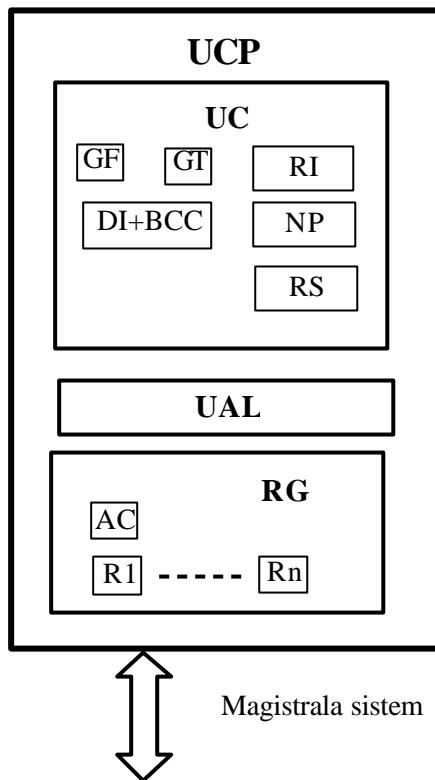 UCP
UC
GF GT RI
DI+BCC NP
RS
UAL
RG
AC
R1 Rn
Magistrala sistem